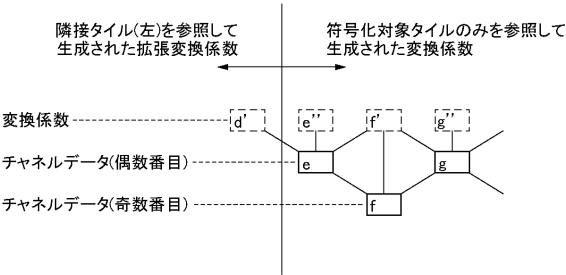 隣接タイル(左)を参照して
生成された拡張変換係数
符号化対象タイルのみを参照して
生成された変換係数
変換係数
d'
e''
f'
g''
チャネルデータ(偶数番目)
e
g
チャネルデータ(奇数番目)
f